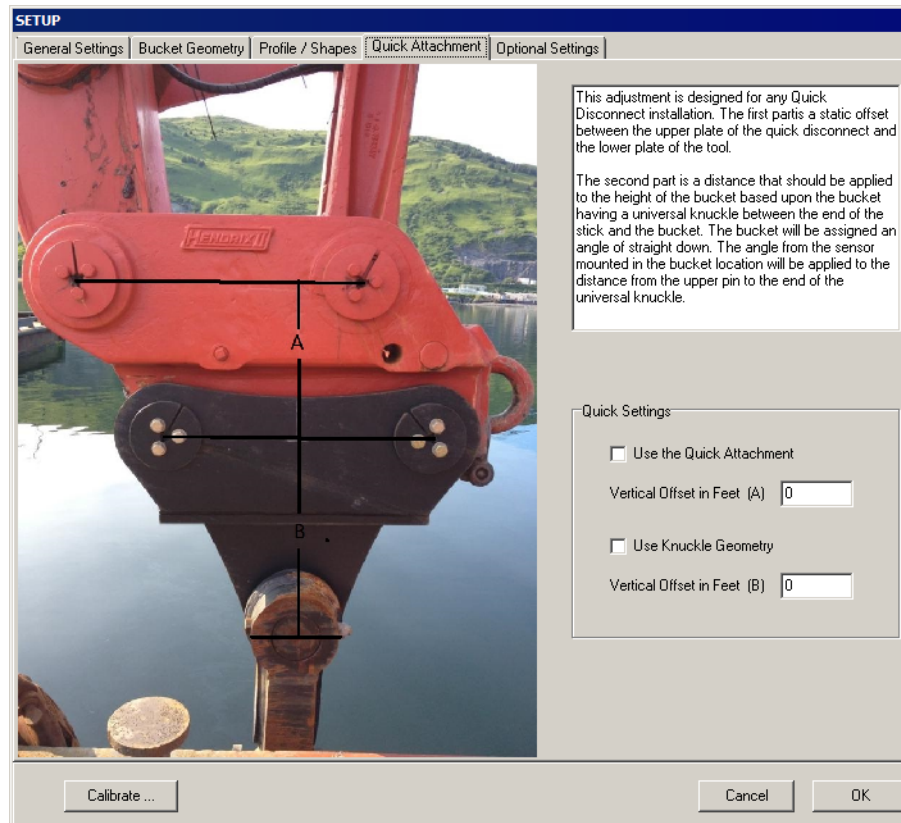 SETUP
General Settings Bucket Geometry Profile / Shapes Quick Attachment Optional Settings
This adjustment is designed for any Quick
Disconnect installation. The first partis a static offset
between the upper plate of the quick disconnect and
the lower plate of the tool.
The second part is a distance that should be applied
to the height of the bucket based upon the bucket
having a universal knuckle between the end of the
stick and the bucket. The bucket will be assigned an
angle of straight down. The angle from the sensor
mounted in the bucket location will be applied to the
distance from the upper pin to the end of the
universal knuckle.
HENDRIX
A
B
Quick Settings
Use the Quick Attachment
Vertical Offset in Feet (A) 0
Use Knuckle Geometry
Vertical Offset in Feet (B) 0
Calibrate ... Cancel OK